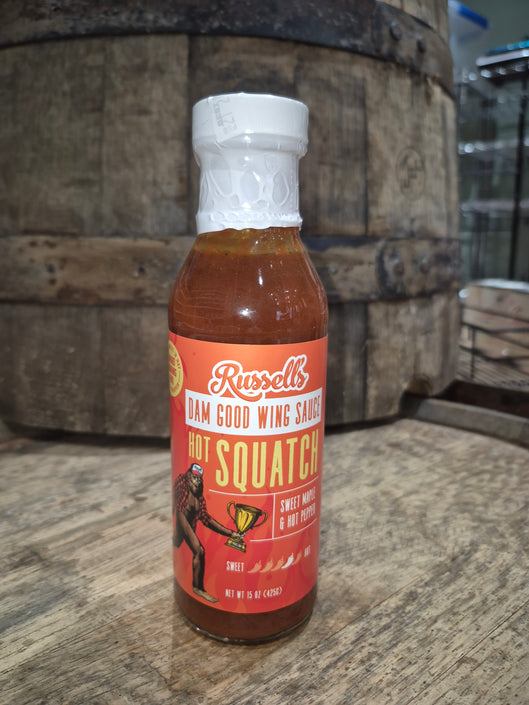 Russell's
DAM GOOD WING SAUCE
HOT SQUATCH
SWEET MAPLE
& HOT PEPPER
SWEET HOT
NET WT 15 OZ (425G)